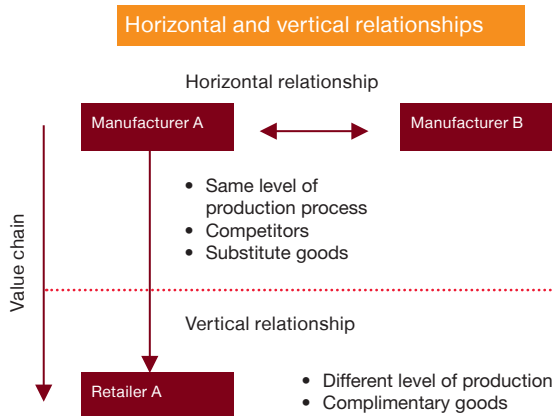 Horizontal and vertical relationships
Horizontal relationship
Manufacturer A
Manufacturer B
• Same level of
production process
• Competitors
• Substitute goods
Value chain
Vertical relationship
Retailer A
• Different level of production
• Complimentary goods